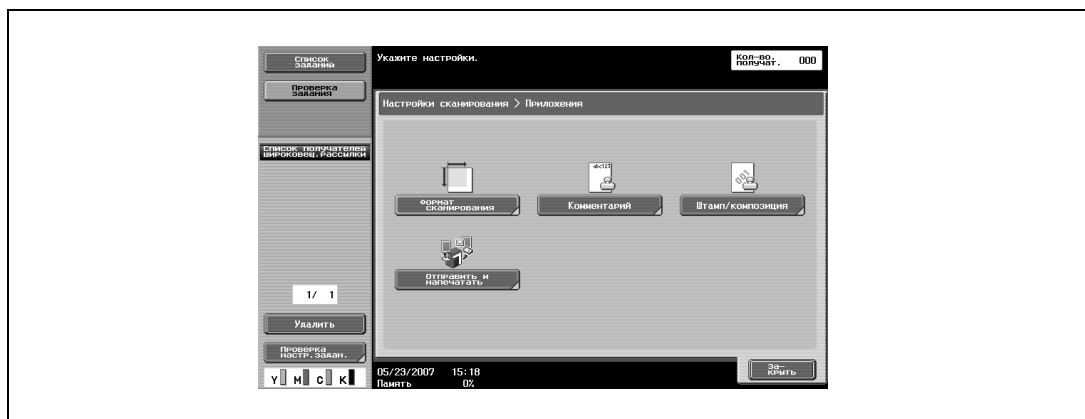 Список
заданий
Проверка
задания
Список получателей
широковещ.рассылки
1/ 1
Удалить
Проверка
настр.задан.
Y M C K
Укажите настройки.
Кол-во.
получат. 000
Настройки сканирования > Приложения
abc123
Формат
сканирования
Комментарий
001
Штамп/композиция
Отправить и
напечатать
05/23/2007 15:18
Память 0%
За-
крыть